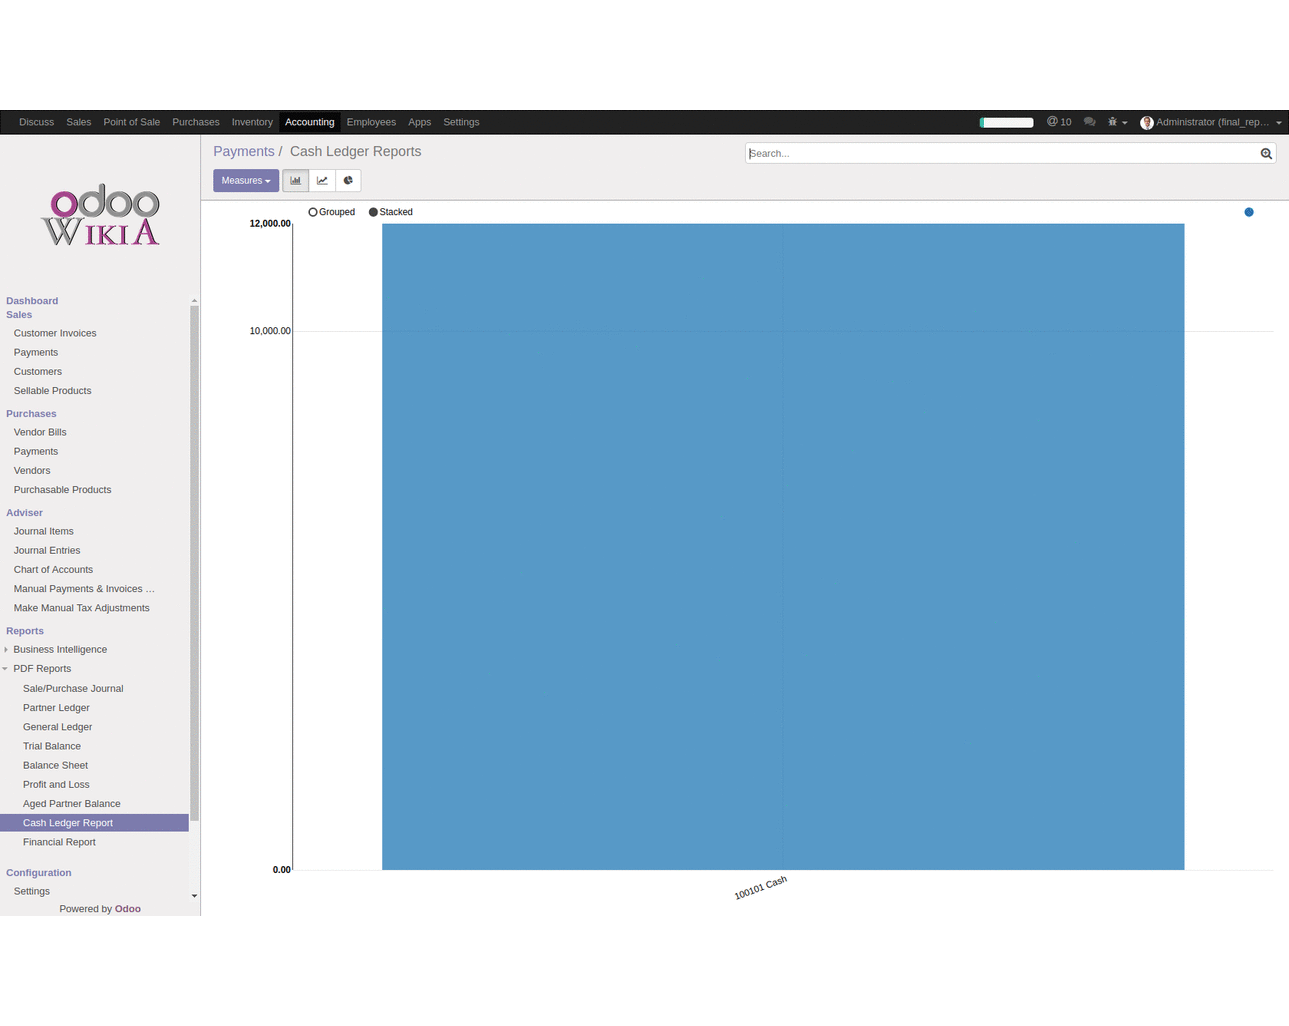 Discuss Sales Point of Sale Purchases Inventory Accounting Employees Apps Settings @ 10 Administrator (final_rep...
odoo
WIKIA
Payments / Cash Ledger Reports
Search...
Measures
Grouped Stacked
12,000.00
10,000.00
0.00
100101 Cash
Dashboard
Sales
Customer Invoices
Payments
Customers
Sellable Products
Purchases
Vendor Bills
Payments
Vendors
Purchasable Products
Adviser
Journal Items
Journal Entries
Chart of Accounts
Manual Payments & Invoices ...
Make Manual Tax Adjustments
Reports
Business Intelligence
PDF Reports
Sale/Purchase Journal
Partner Ledger
General Ledger
Trial Balance
Balance Sheet
Profit and Loss
Aged Partner Balance
Cash Ledger Report
Financial Report
Configuration
Settings
Powered by Odoo